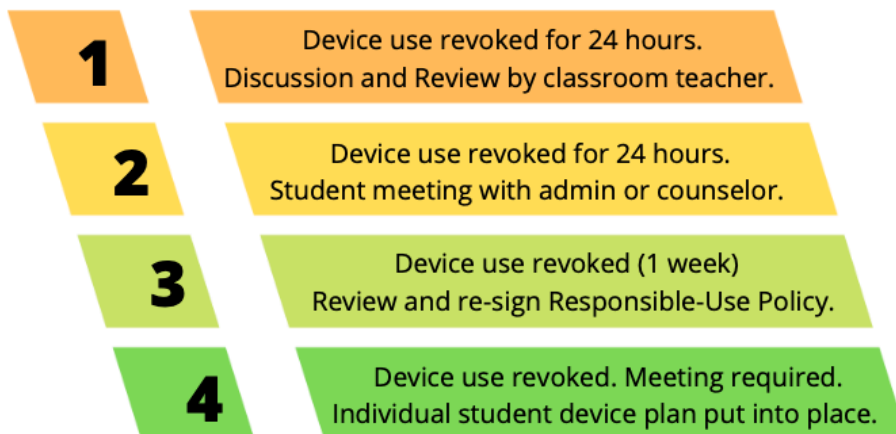 1
Device use revoked for 24 hours.
Discussion and Review by classroom teacher.
2
Device use revoked for 24 hours.
Student meeting with admin or counselor.
3
Device use revoked (1 week)
Review and re-sign Responsible-Use Policy.
4
Device use revoked. Meeting required.
Individual student device plan put into place.